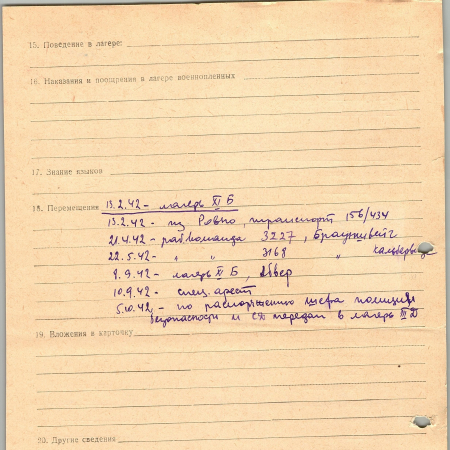 15. Поведение в лагере:
16. Наказания и поощрения в лагере военнопленных
17. Знание языков
18. Перемещения 13.2.42 - лагерь XI Б
13.2.42 - из Ровно, транспорт 156/434
21.4.42 - рабкоманда 3227, Брауншвейг
22.5.42 - " 3168 "
9.9.42 - лагерь XI Б, абвер
10.9.42 - спец. арест
5.10.42 - по распоряжению шефа полиции
безопасности и СД передан в лагерь III Д
19. Вложения в карточку
20. Другие сведения